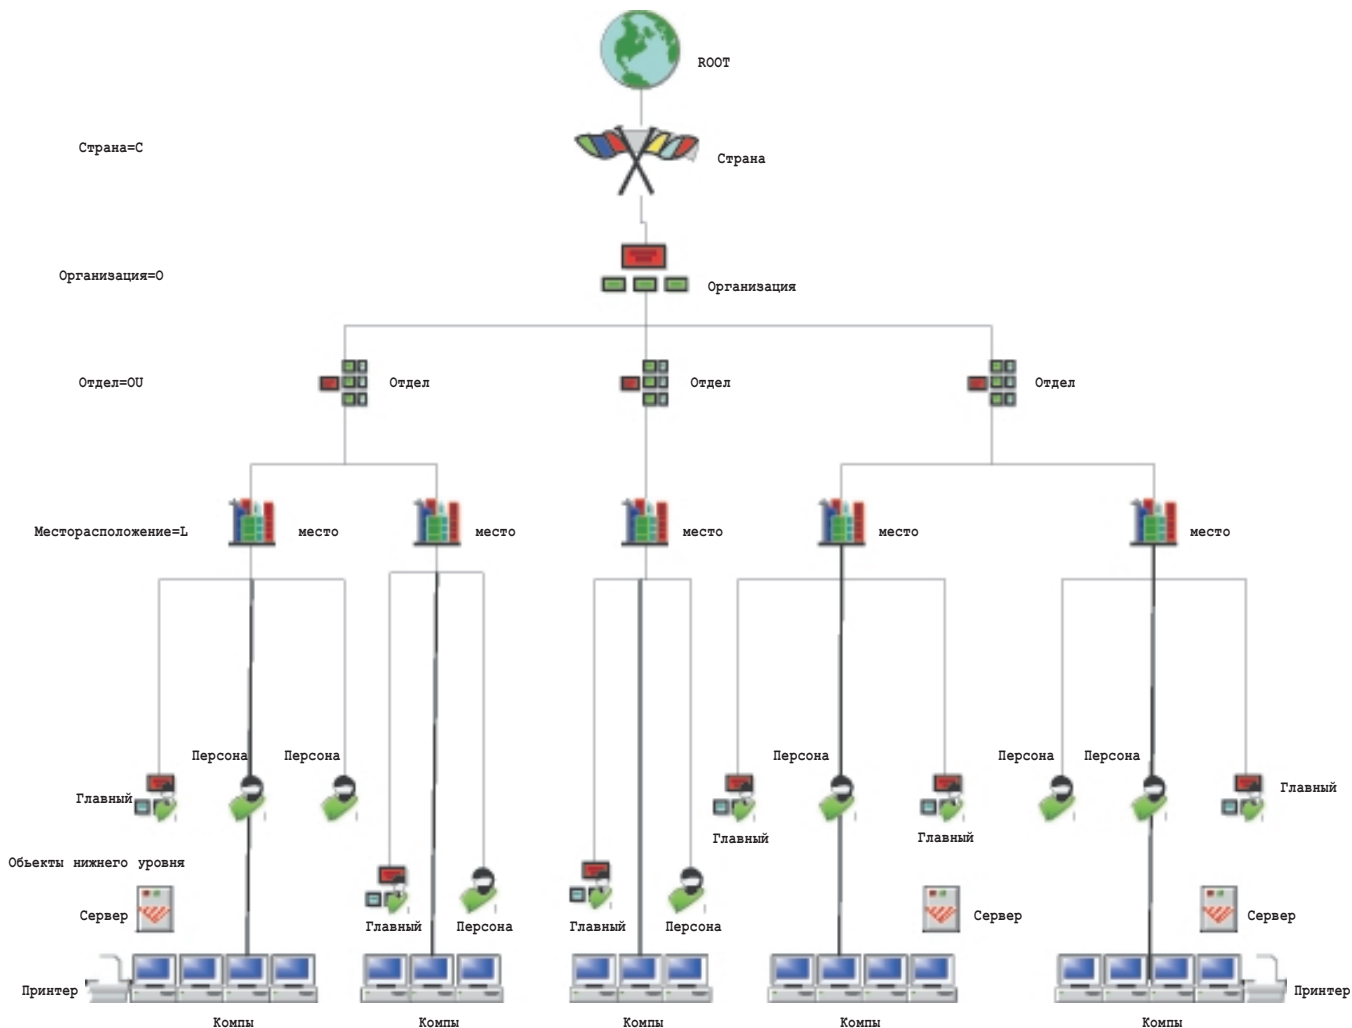 ROOT
Страна=C
Страна
Организация=O
Организация
Отдел=OU
Отдел
Отдел
Отдел
Месторасположение=L
место
место
место
место
место
Персона
Персона
Персона
Персона
Персона
Главный
Главный
Главный
Главный
Обьекты нижнего уровня
Сервер
Главный
Персона
Главный
Персона
Сервер
Сервер
Принтер
Принтер
Компы
Компы
Компы
Компы
Компы